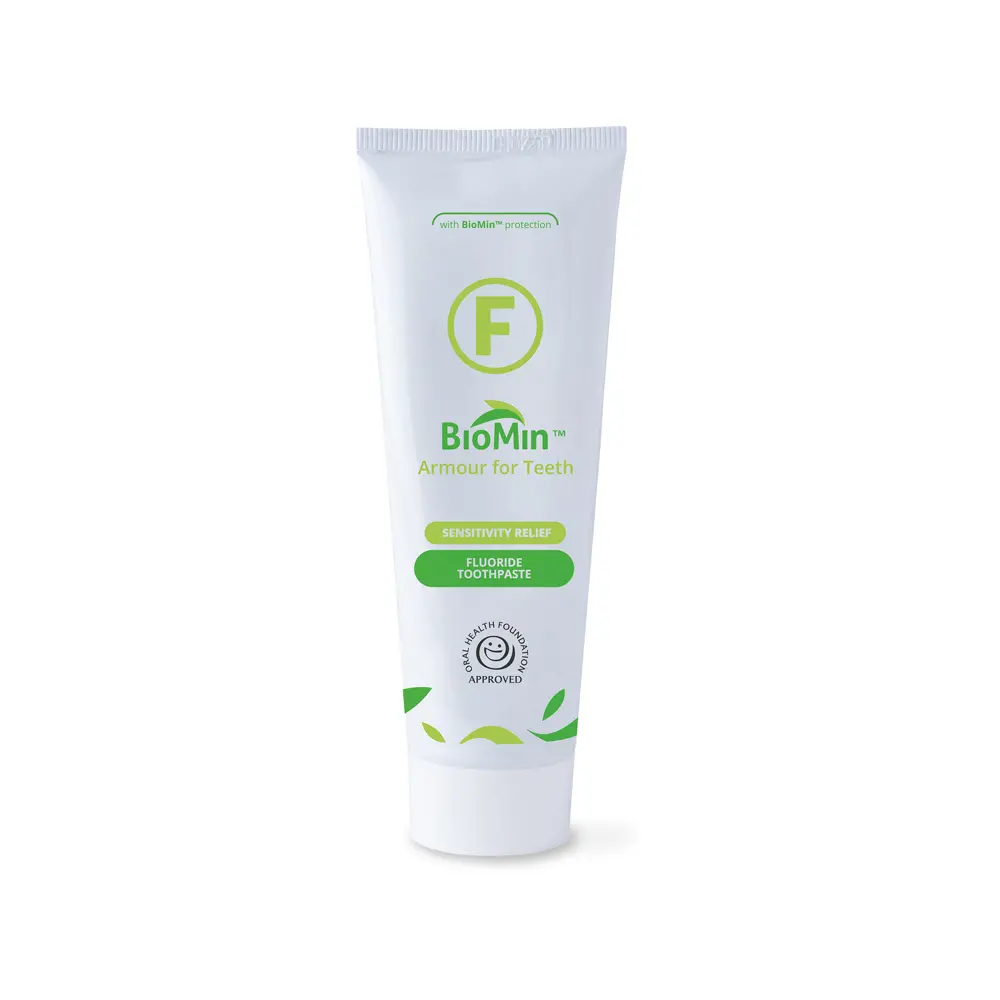 with BioMin™ protection
F
BioMin™
Armour for Teeth
SENSITIVITY RELIEF
FLUORIDE
TOOTHPASTE
ORAL HEALTH FOUNDATION
APPROVED